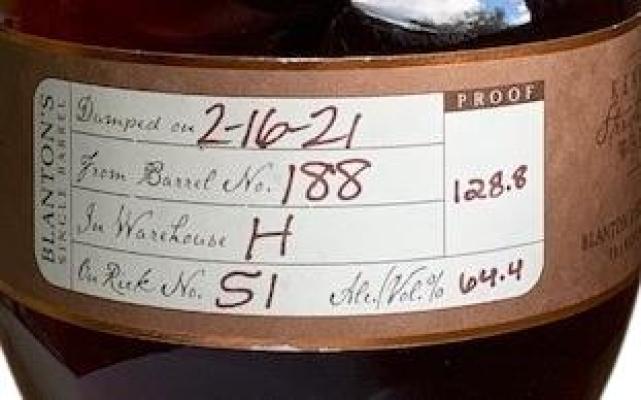 BLANTON'S
SINGLE BARREL
Dumped on 2-16-21
From Barrel No. 188
In Warehouse H
On Rick No. 51
Alc./Vol.% 64.4
PROOF
128.8
BLANTON